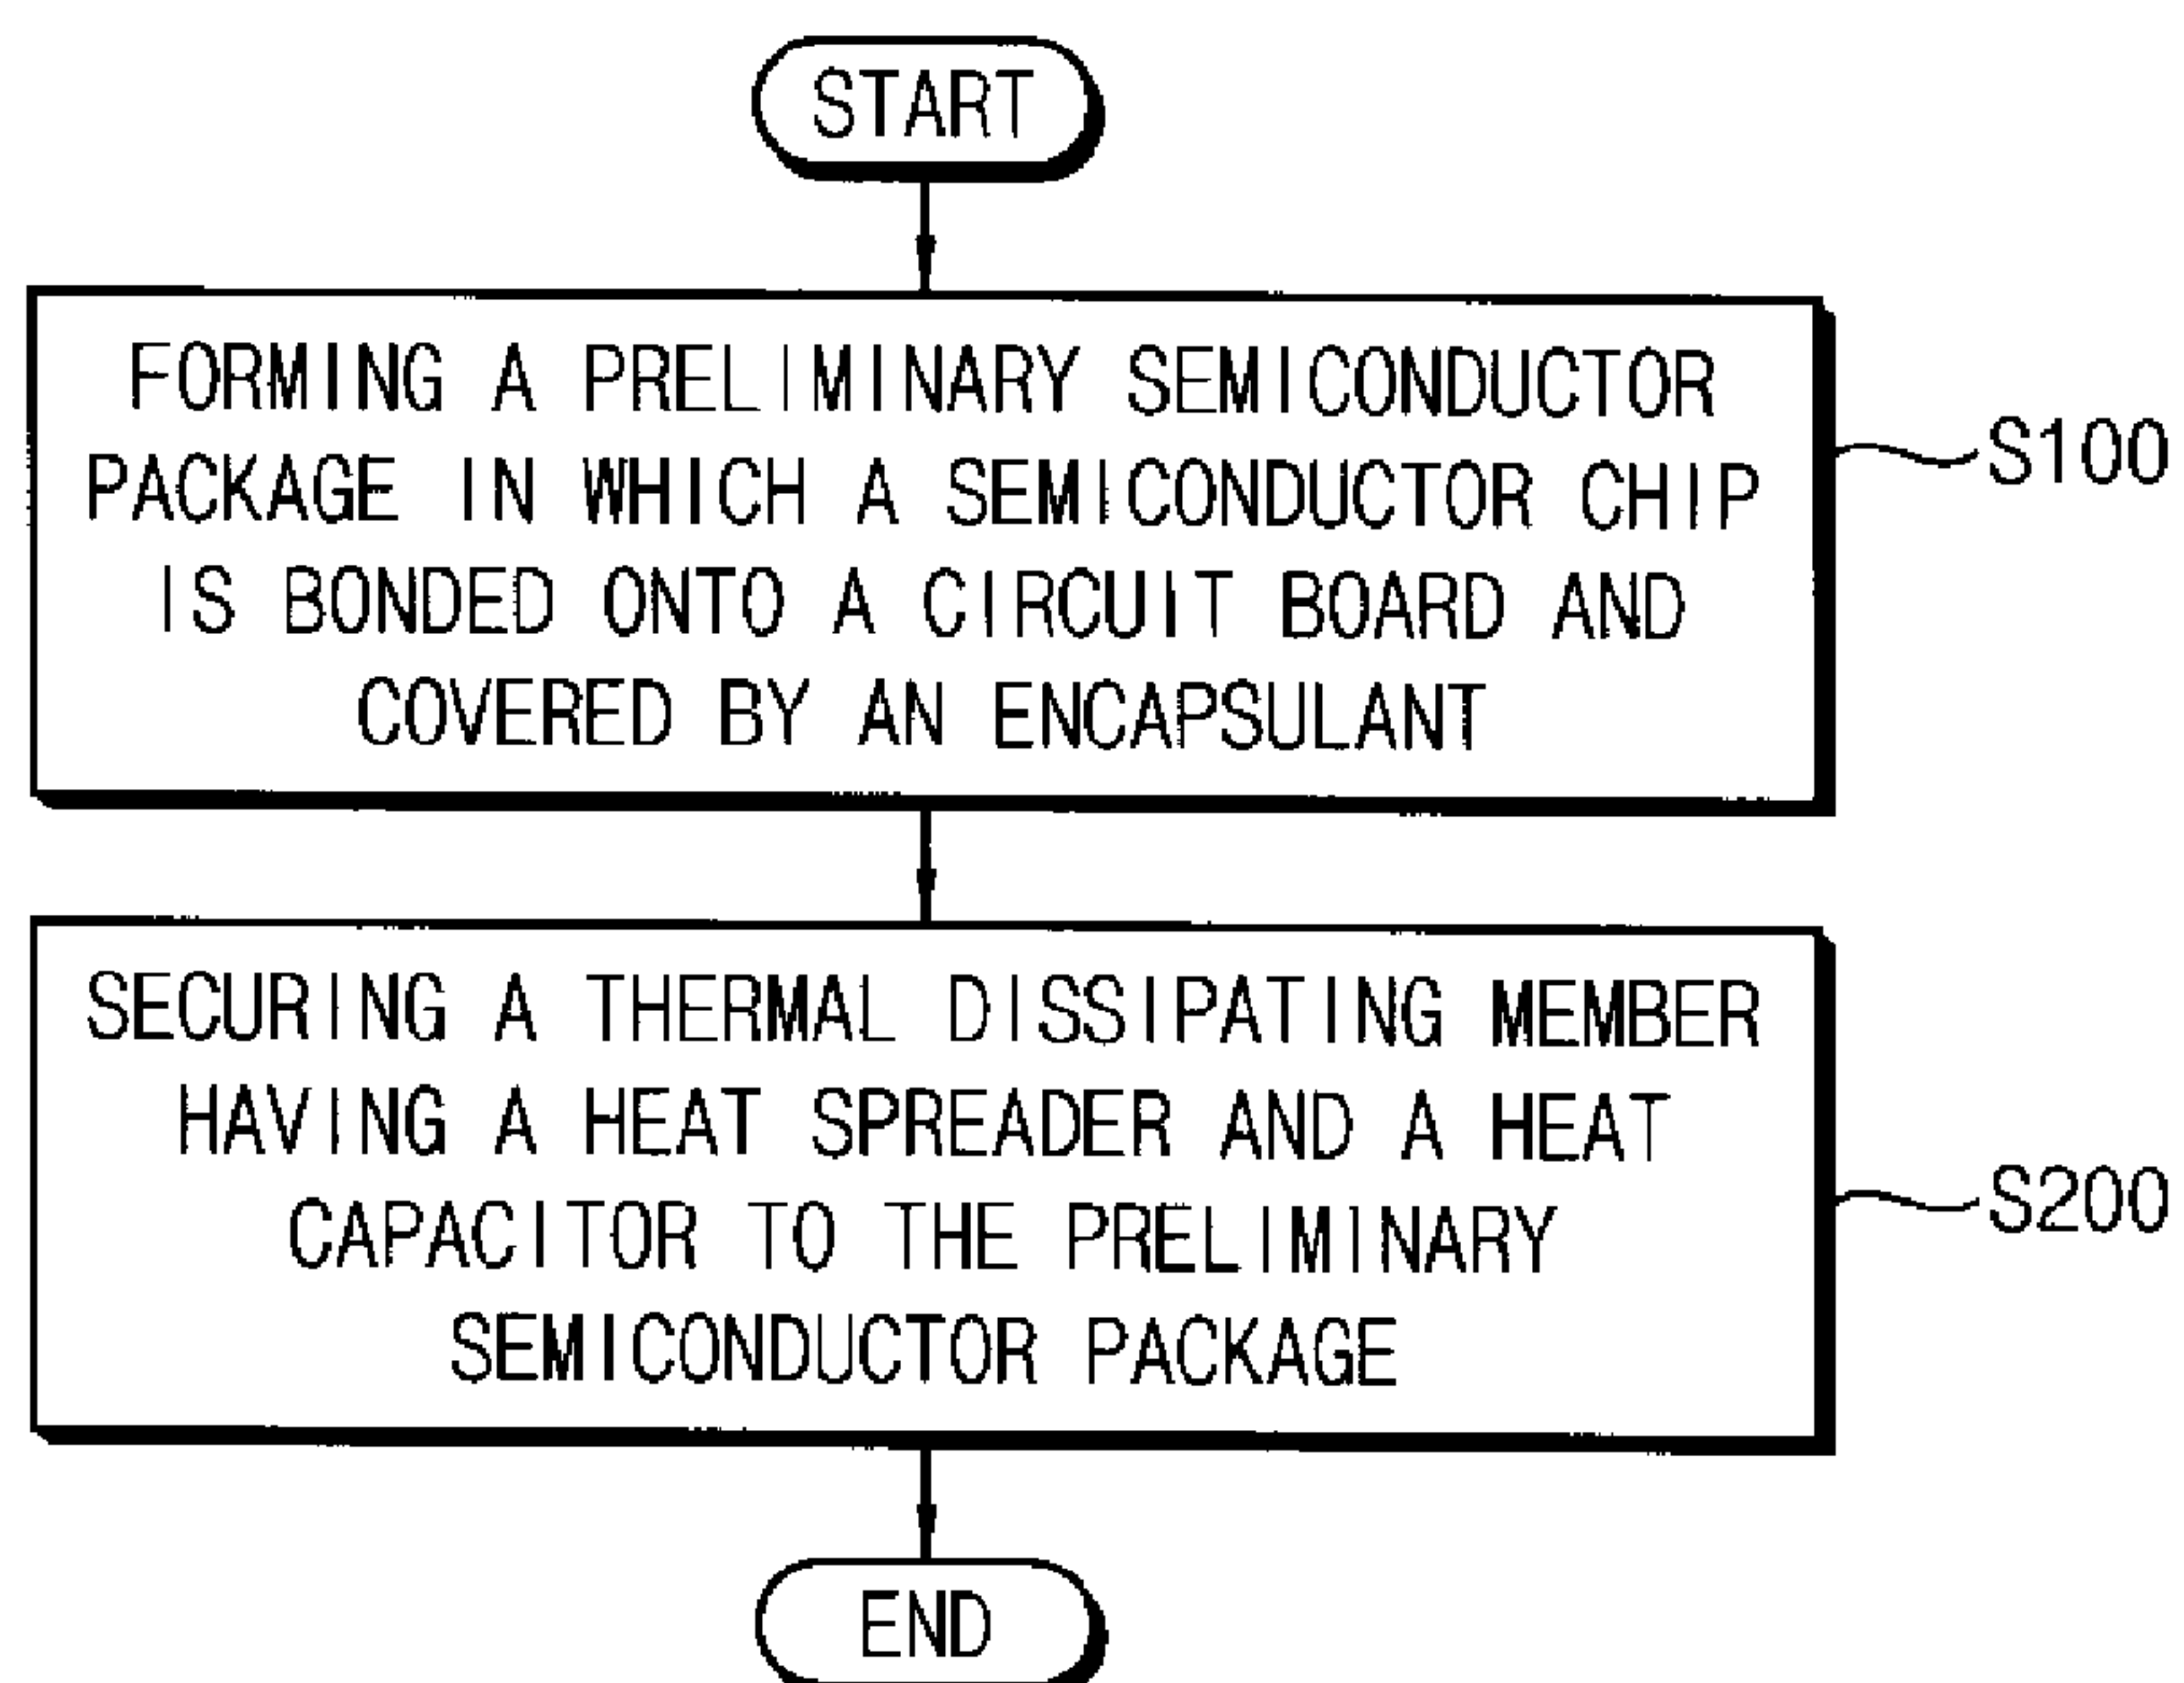 START
FORMING A PRELIMINARY SEMICONDUCTOR
PACKAGE IN WHICH A SEMICONDUCTOR CHIP
IS BONDED ONTO A CIRCUIT BOARD AND
COVERED BY AN ENCAPSULANT
S100
SECURING A THERMAL DISSIPATING MEMBER
HAVING A HEAT SPREADER AND A HEAT
CAPACITOR TO THE PRELIMINARY
SEMICONDUCTOR PACKAGE
S200
END